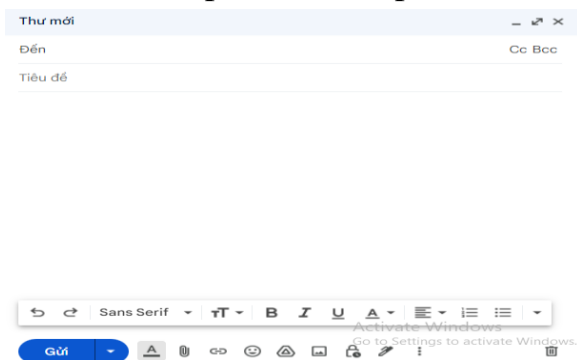 Thư mới
Đến Cc Bcc
Tiêu đề
Sans Serif B I U A
Activate Windows
Gửi A Go to Settings to activate Windows.